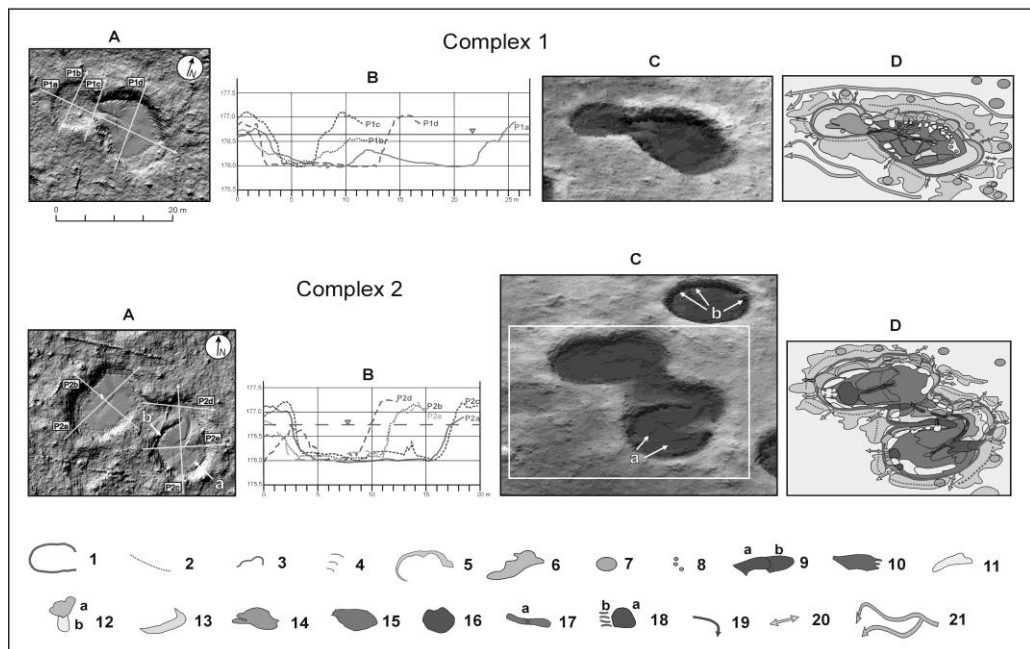 Complex 1
A
P1b
P1a
P1c
P1d
N
0 20 m
B
177,5
177,0
176,5
176,0
175,5
P1c
P1d
P1b
P1a
0 5 10 15 20 25 m
C
D
Complex 2
A
N
P2b
P2d
b
P2a
P2e
P2c
a
B
177,5
177,0
176,5
176,0
175,5
P2d
P2b
P2c
P2e
P2a
0 5 10 15 20 m
C
b
a
D
1 2 3 4 5 6 7 8 a b 9 10 11
a b 12 13 14 15 16 a 17 b a 18 19 20 21